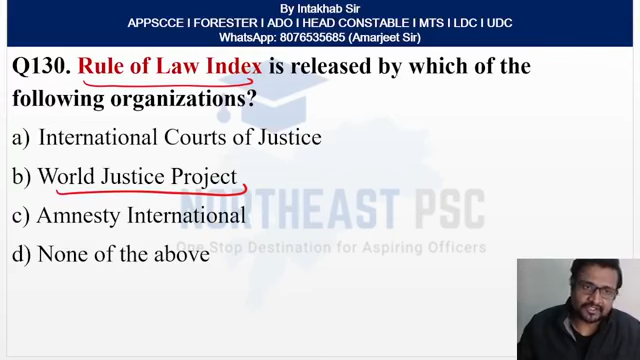 By Intakhab Sir
APPSCCE I FORESTER I ADO I HEAD CONSTABLE I MTS I LDC I UDC
WhatsApp: 8076535685 (Amarjeet Sir)
Q130. Rule of Law Index is released by which of the
following organizations?
a) International Courts of Justice
b) World Justice Project
c) Amnesty International
d) None of the above
NORTHEAST PSC
One Stop Destination for Aspiring Officers